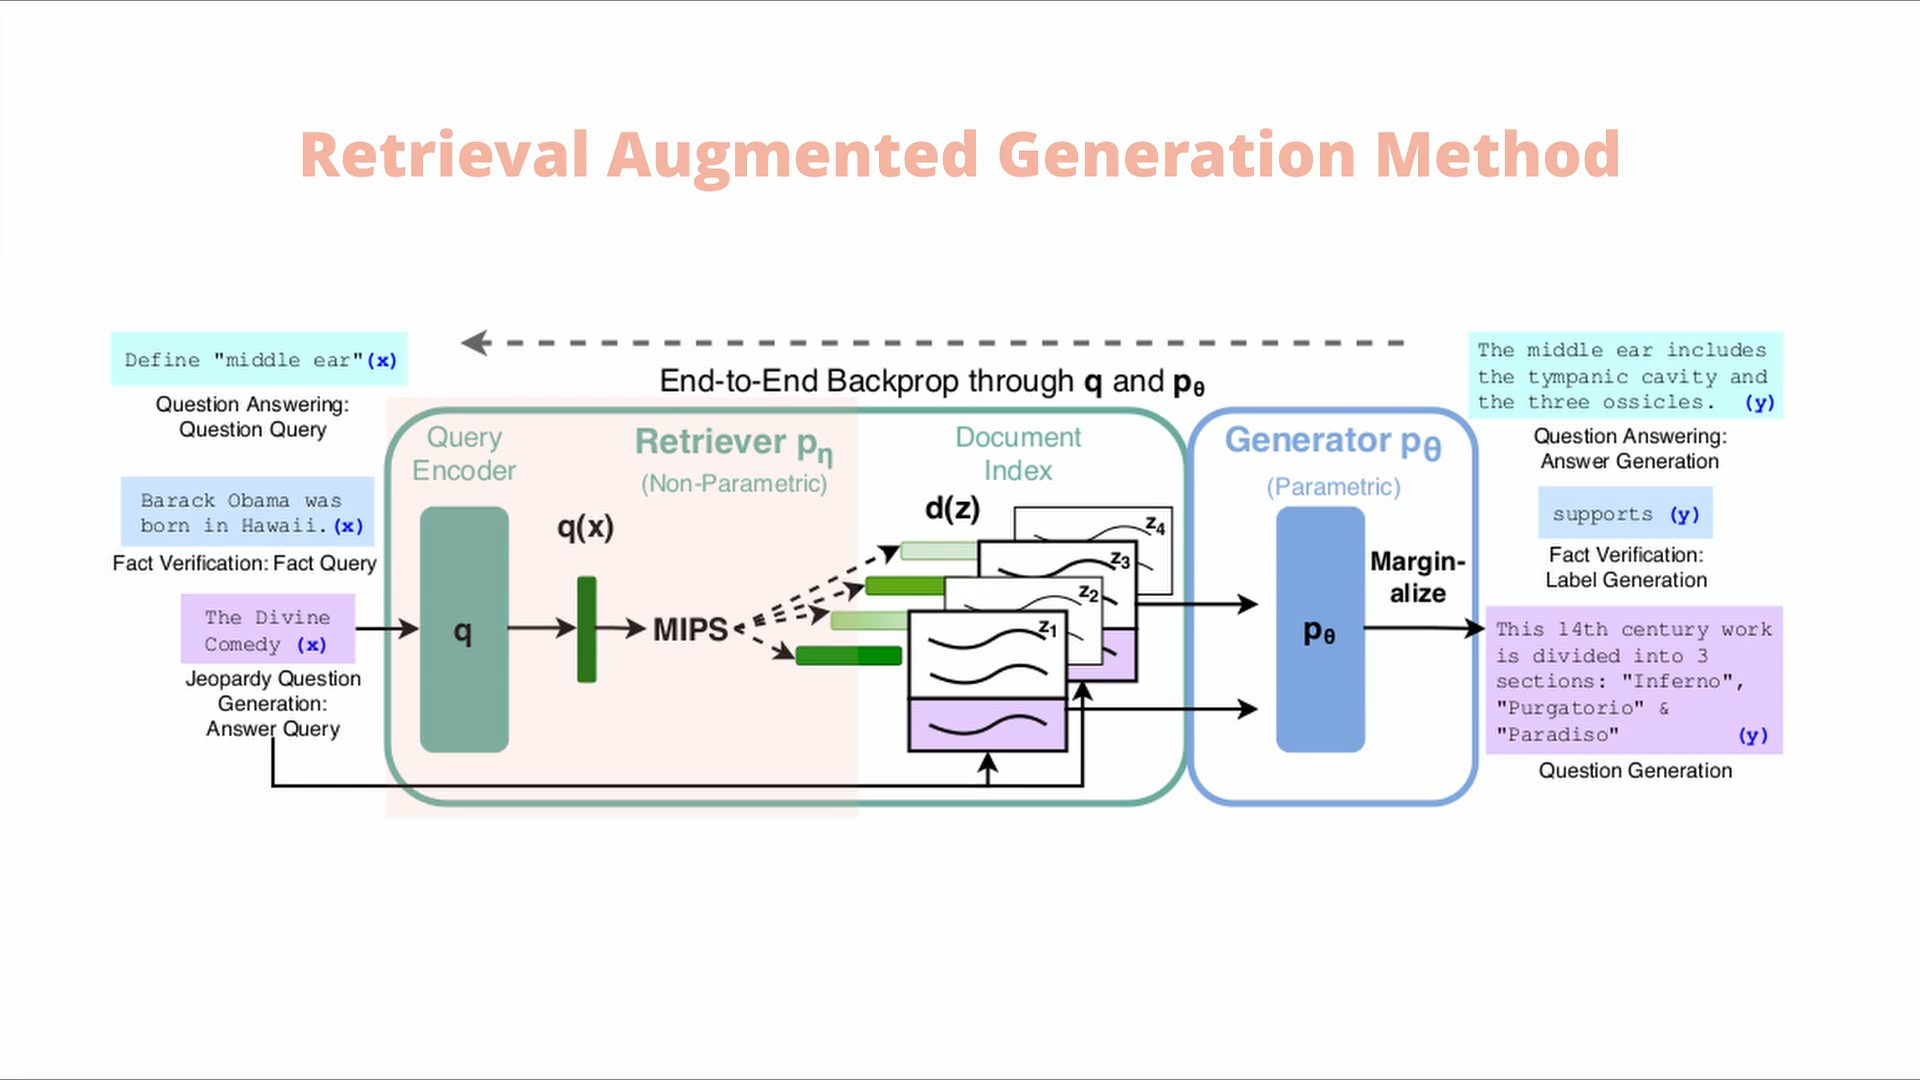 Retrieval Augmented Generation Method
Define "middle ear"(x)
Question Answering:
Question Query
Barack Obama was
born in Hawaii.(x)
Fact Verification: Fact Query
The Divine
Comedy (x)
Jeopardy Question
Generation:
Answer Query
End-to-End Backprop through q and pθ
Query
Encoder
q
q(x)
Retriever pη
(Non-Parametric)
MIPS
Document
Index
d(z)
z4
z3
z2
z1
Generator pθ
(Parametric)
pθ
Margin-
alize
The middle ear includes
the tympanic cavity and
the three ossicles. (y)
Question Answering:
Answer Generation
supports (y)
Fact Verification:
Label Generation
This 14th century work
is divided into 3
sections: "Inferno",
"Purgatorio" &
"Paradiso" (y)
Question Generation